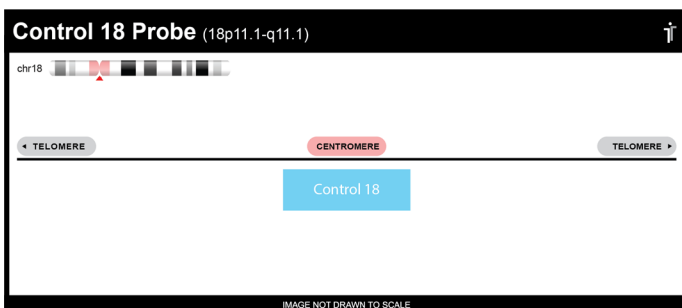 Control 18 Probe (18p11.1-q11.1)
chr18
◂ TELOMERE CENTROMERE TELOMERE ▸
Control 18
IMAGE NOT DRAWN TO SCALE